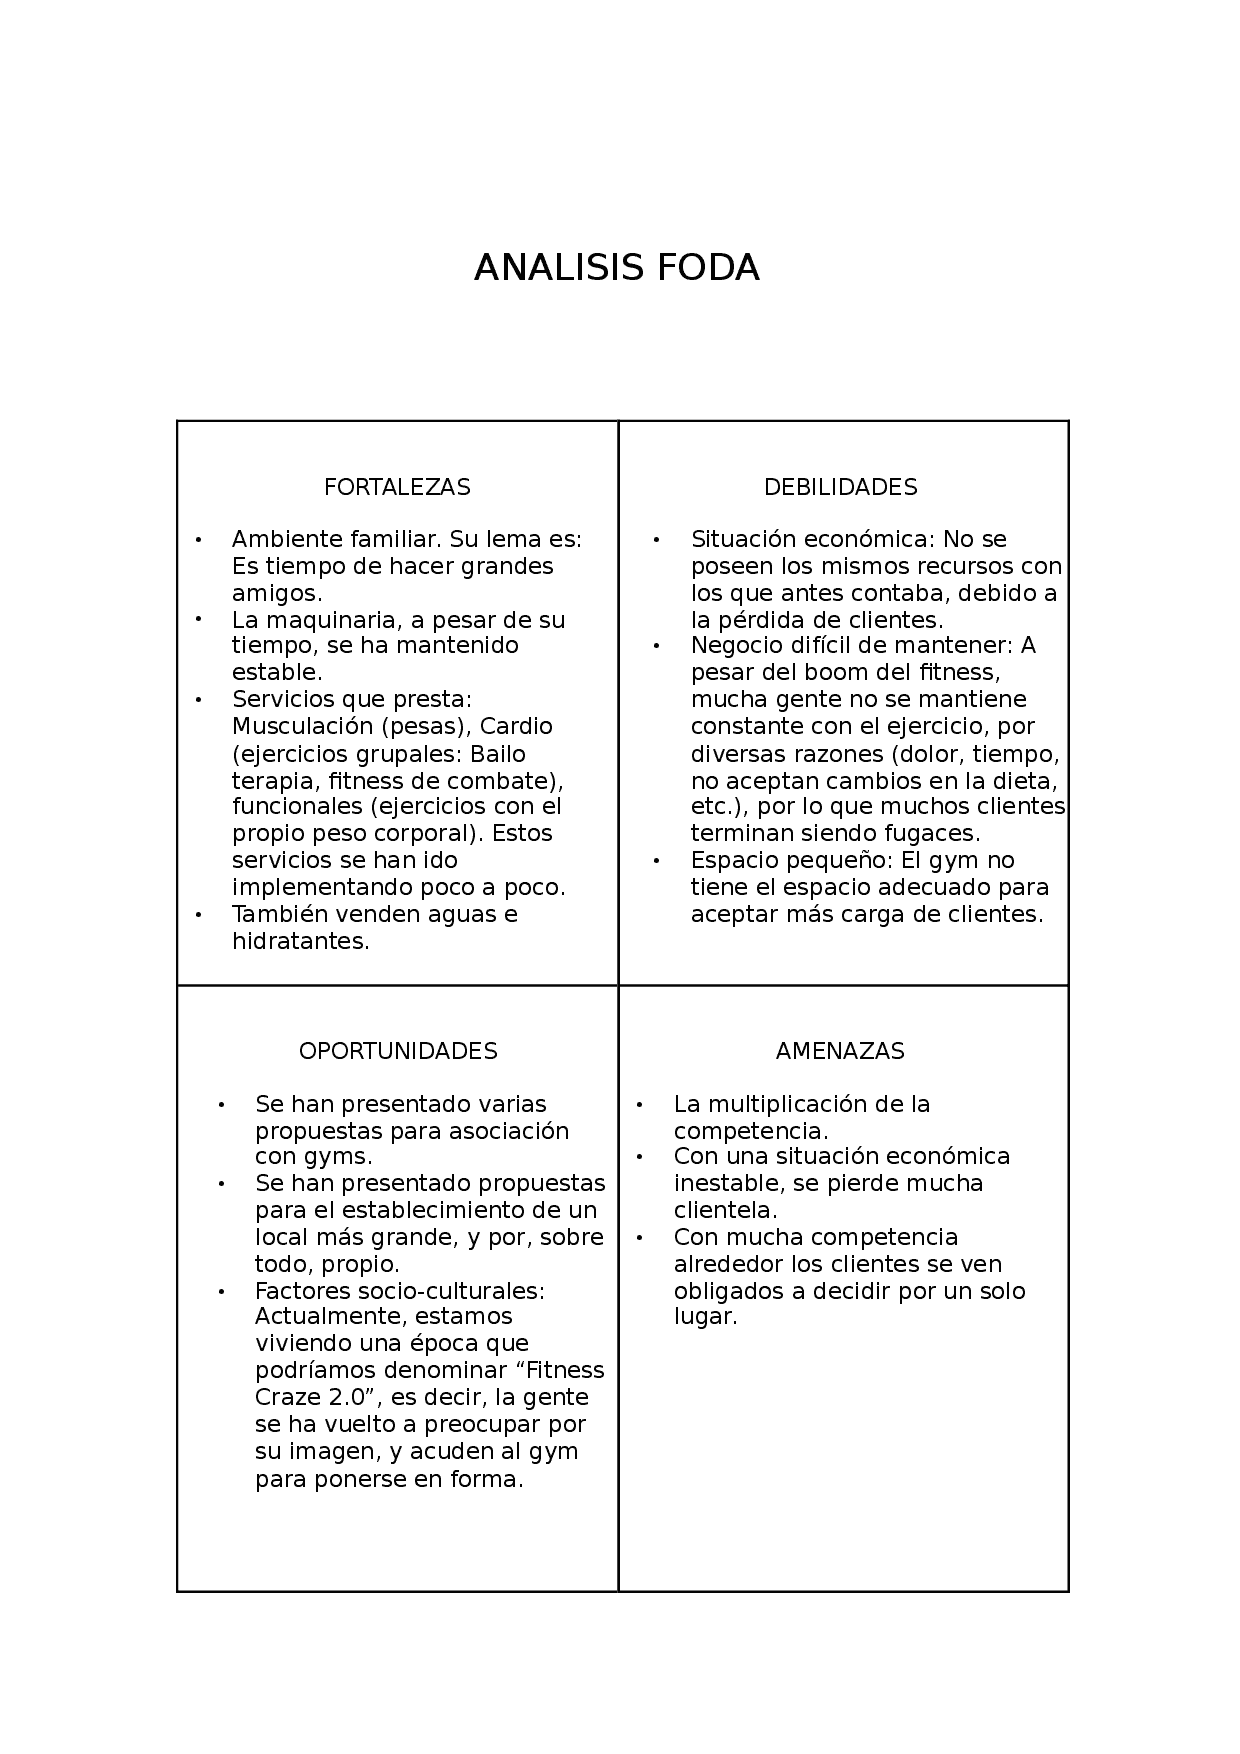 ANALISIS FODA
FORTALEZAS
• Ambiente familiar. Su lema es:
Es tiempo de hacer grandes
amigos.
• La maquinaria, a pesar de su
tiempo, se ha mantenido
estable.
• Servicios que presta:
Musculación (pesas), Cardio
(ejercicios grupales: Bailo
terapia, fitness de combate),
funcionales (ejercicios con el
propio peso corporal). Estos
servicios se han ido
implementando poco a poco.
• También venden aguas e
hidratantes.
DEBILIDADES
• Situación económica: No se
poseen los mismos recursos con
los que antes contaba, debido a
la pérdida de clientes.
• Negocio difícil de mantener: A
pesar del boom del fitness,
mucha gente no se mantiene
constante con el ejercicio, por
diversas razones (dolor, tiempo,
no aceptan cambios en la dieta,
etc.), por lo que muchos clientes
terminan siendo fugaces.
• Espacio pequeño: El gym no
tiene el espacio adecuado para
aceptar más carga de clientes.
OPORTUNIDADES
• Se han presentado varias
propuestas para asociación
con gyms.
• Se han presentado propuestas
para el establecimiento de un
local más grande, y por, sobre
todo, propio.
• Factores socio-culturales:
Actualmente, estamos
viviendo una época que
podríamos denominar “Fitness
Craze 2.0”, es decir, la gente
se ha vuelto a preocupar por
su imagen, y acuden al gym
para ponerse en forma.
AMENAZAS
• La multiplicación de la
competencia.
• Con una situación económica
inestable, se pierde mucha
clientela.
• Con mucha competencia
alrededor los clientes se ven
obligados a decidir por un solo
lugar.